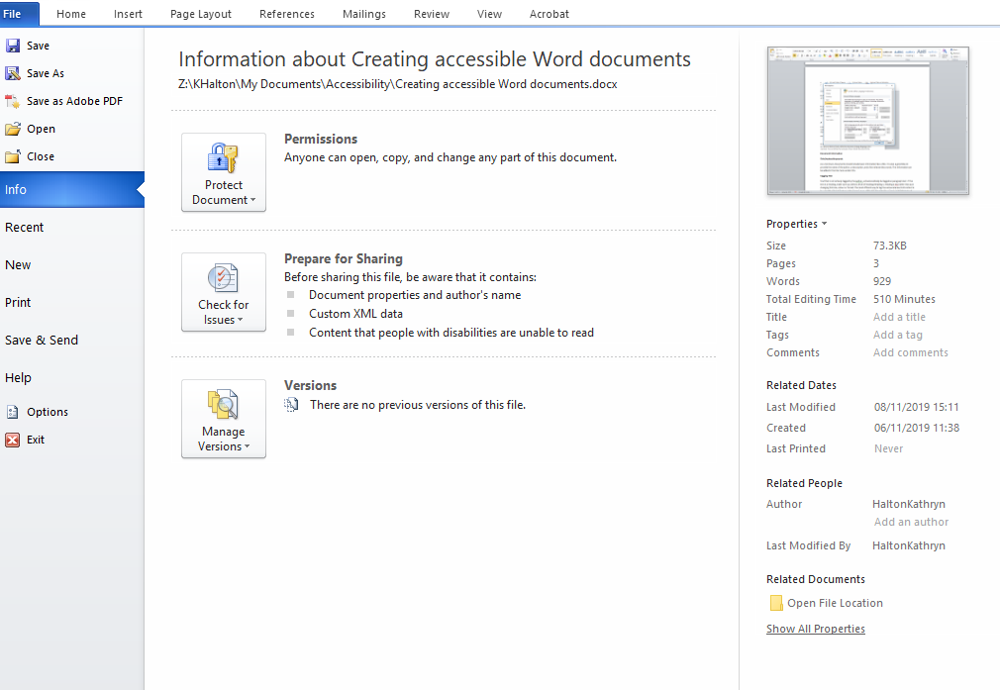 File Home Insert Page Layout References Mailings Review View Acrobat
Save
Save As
Save as Adobe PDF
Open
Close
Info
Recent
New
Print
Save & Send
Help
Options
Exit
Information about Creating accessible Word documents
Z:\KHalton\My Documents\Accessibility\Creating accessible Word documents.docx
Protect
Document
Permissions
Anyone can open, copy, and change any part of this document.
Check for
Issues
Prepare for Sharing
Before sharing this file, be aware that it contains:
Document properties and author's name
Custom XML data
Content that people with disabilities are unable to read
Manage
Versions
Versions
There are no previous versions of this file.
Properties
Size 73.3KB
Pages 3
Words 929
Total Editing Time 510 Minutes
Title Add a title
Tags Add a tag
Comments Add comments
Related Dates
Last Modified 08/11/2019 15:11
Created 06/11/2019 11:38
Last Printed Never
Related People
Author HaltonKathryn
Add an author
Last Modified By HaltonKathryn
Related Documents
Open File Location
Show All Properties